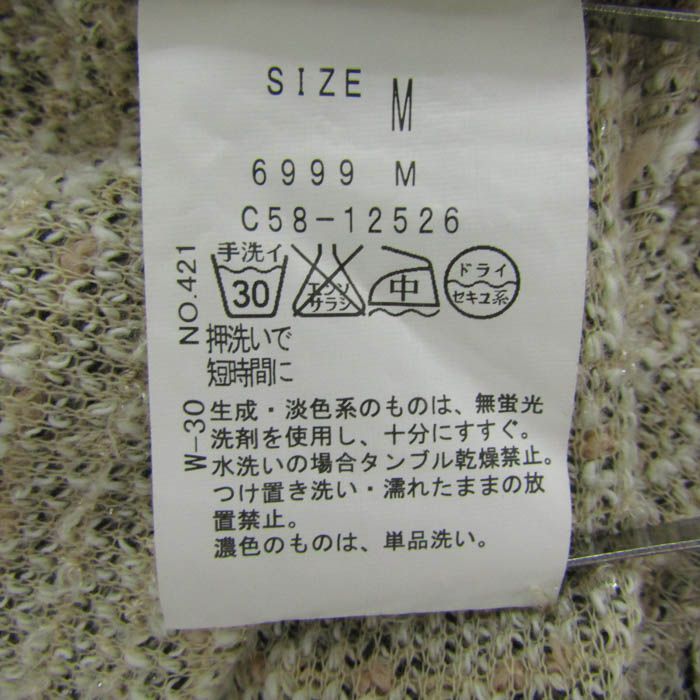 SIZE M
6999 M
C58-12526
NO.421
手洗イ
30
エンソ
サラシ
中
ドライ
セキユ系
押洗いで
短時間に
W-30
生成・淡色系のものは、無蛍光
洗剤を使用し、十分にすすぐ。
水洗いの場合タンブル乾燥禁止。
つけ置き洗い・濡れたままの放
置禁止。
濃色のものは、単品洗い。